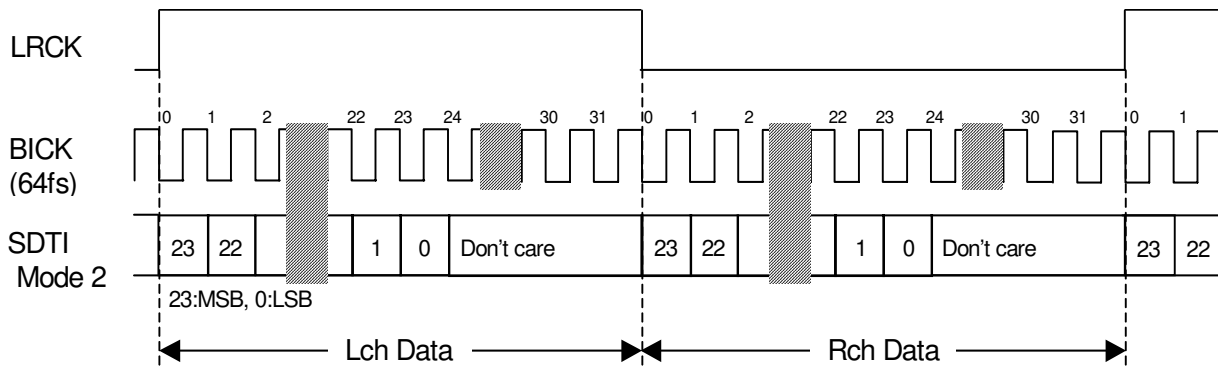 LRCK
0 1 2 22 23 24 30 31 0 1 2 22 23 24 30 31 0 1
BICK
(64fs)
SDTI
Mode 2
23 22 1 0 Don't care 23 22 1 0 Don't care 23 22
23:MSB, 0:LSB
Lch Data Rch Data